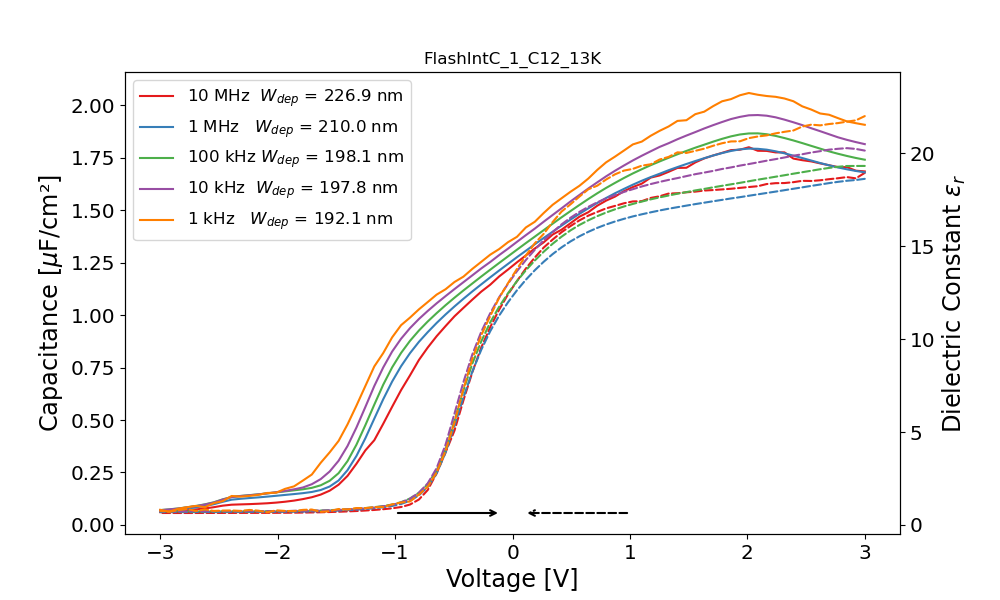 FlashIntC_1_C12_13K
10 MHz W_dep = 226.9 nm
1 MHz W_dep = 210.0 nm
100 kHz W_dep = 198.1 nm
10 kHz W_dep = 197.8 nm
1 kHz W_dep = 192.1 nm
Capacitance [μF/cm²]
2.00
1.75
1.50
1.25
1.00
0.75
0.50
0.25
0.00
20
15
10
5
0
Dielectric Constant ε_r
−3 −2 −1 0 1 2 3
Voltage [V]